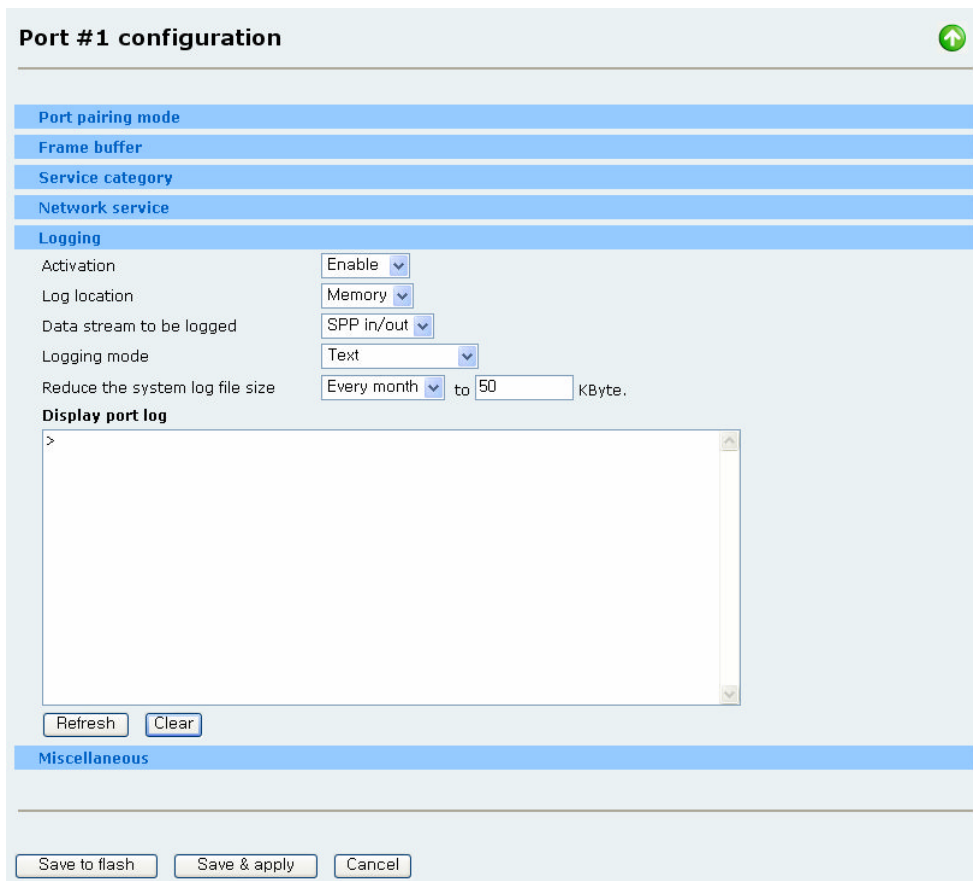 Port #1 configuration
Port pairing mode
Frame buffer
Service category
Network service
Logging
Activation Enable
Log location Memory
Data stream to be logged SPP in/out
Logging mode Text
Reduce the system log file size Every month to 50 KByte.
Display port log
>
Refresh Clear
Miscellaneous
Save to flash Save & apply Cancel